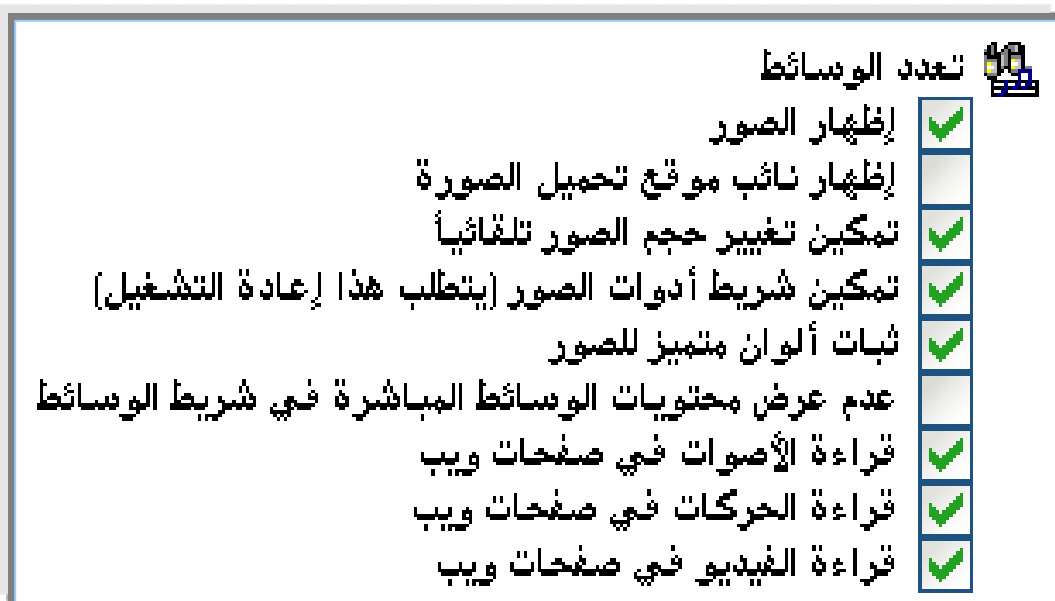 تعدد الوسائط
إظهار الصور
إظهار نائب موقع تحميل الصورة
تمكين تغيير حجم الصور تلقائياً
تمكين شريط أدوات الصور (يتطلب هذا إعادة التشغيل)
ثبات ألوان متميز للصور
عدم عرض محتويات الوسائط المباشرة في شريط الوسائط
قراءة الأصوات في صفحات ويب
قراءة الحركات في صفحات ويب
قراءة الفيديو في صفحات ويب